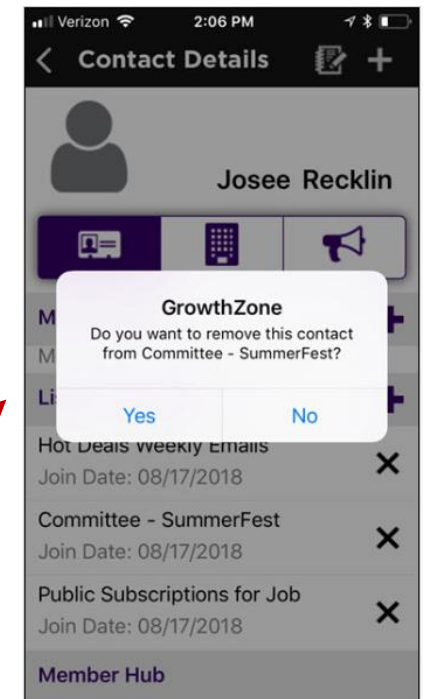 Verizon 2:06 PM
Contact Details
Josee Recklin
M
GrowthZone
Do you want to remove this contact
from Committee - SummerFest?
M
Li
Yes No
Hot Deals Weekly Emails
Join Date: 08/17/2018
Committee - SummerFest
Join Date: 08/17/2018
Public Subscriptions for Job
Join Date: 08/17/2018
Member Hub